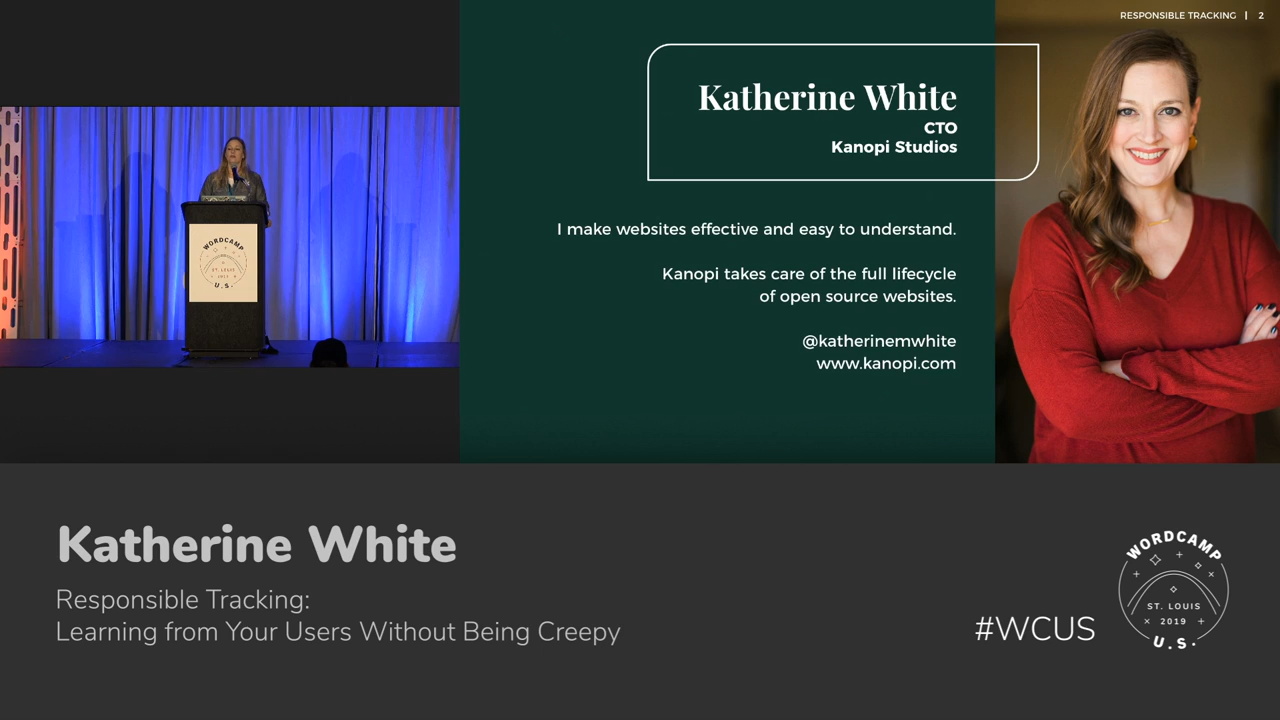 RESPONSIBLE TRACKING | 2
Katherine White
CTO
Kanopi Studios
I make websites effective and easy to understand.
Kanopi takes care of the full lifecycle
of open source websites.
@katherinemwhite
www.kanopi.com
WORDCAMP
ST. LOUIS
2019
U.S.
Katherine White
Responsible Tracking:
Learning from Your Users Without Being Creepy
#WCUS
WORDCAMP
ST. LOUIS
2019
U.S.